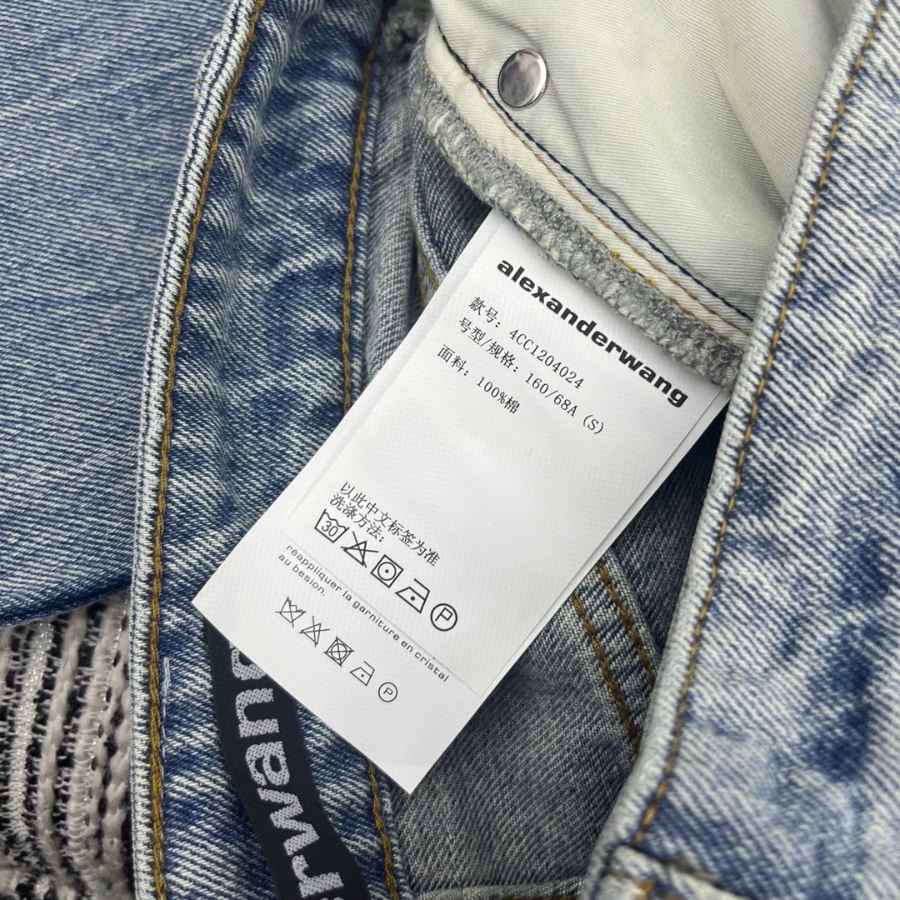 alexanderwang
款号: 4CC1204024
号型/规格: 160/68A (S)
面料: 100%棉
以此中文标签为准
洗涤方法:
30
P
réappliquer la garniture en cristal
au besion.
P
rwang